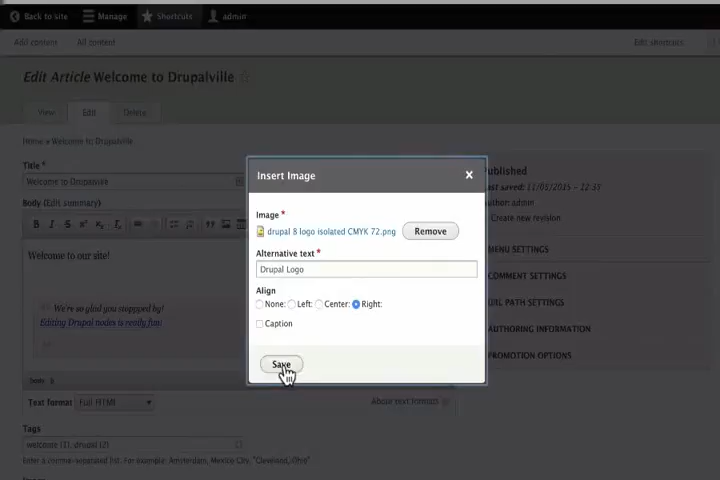 Back to site Manage Shortcuts admin
Add content All content Edit shortcuts
Edit Article Welcome to Drupalville
View Edit Delete
Home » Welcome to Drupalville
Title *
Welcome to Drupalville
Body (Edit summary)
Welcome to our site!
We're so glad you stoppped by!
Editing Drupal nodes is really fun!
body
Text format Full HTML About text formats
Tags
welcome (1), drupal (2)
Enter a comma-separated list. For example: Amsterdam, Mexico City, "Cleveland, Ohio"
Insert Image x
Image *
drupal 8 logo isolated CMYK 72.png Remove
Alternative text *
Drupal Logo
Align
None: Left: Center: Right:
Caption
Save
Published
Last saved: 11/05/2015 - 22:35
Author: admin
Create new revision
MENU SETTINGS
COMMENT SETTINGS
URL PATH SETTINGS
AUTHORING INFORMATION
PROMOTION OPTIONS